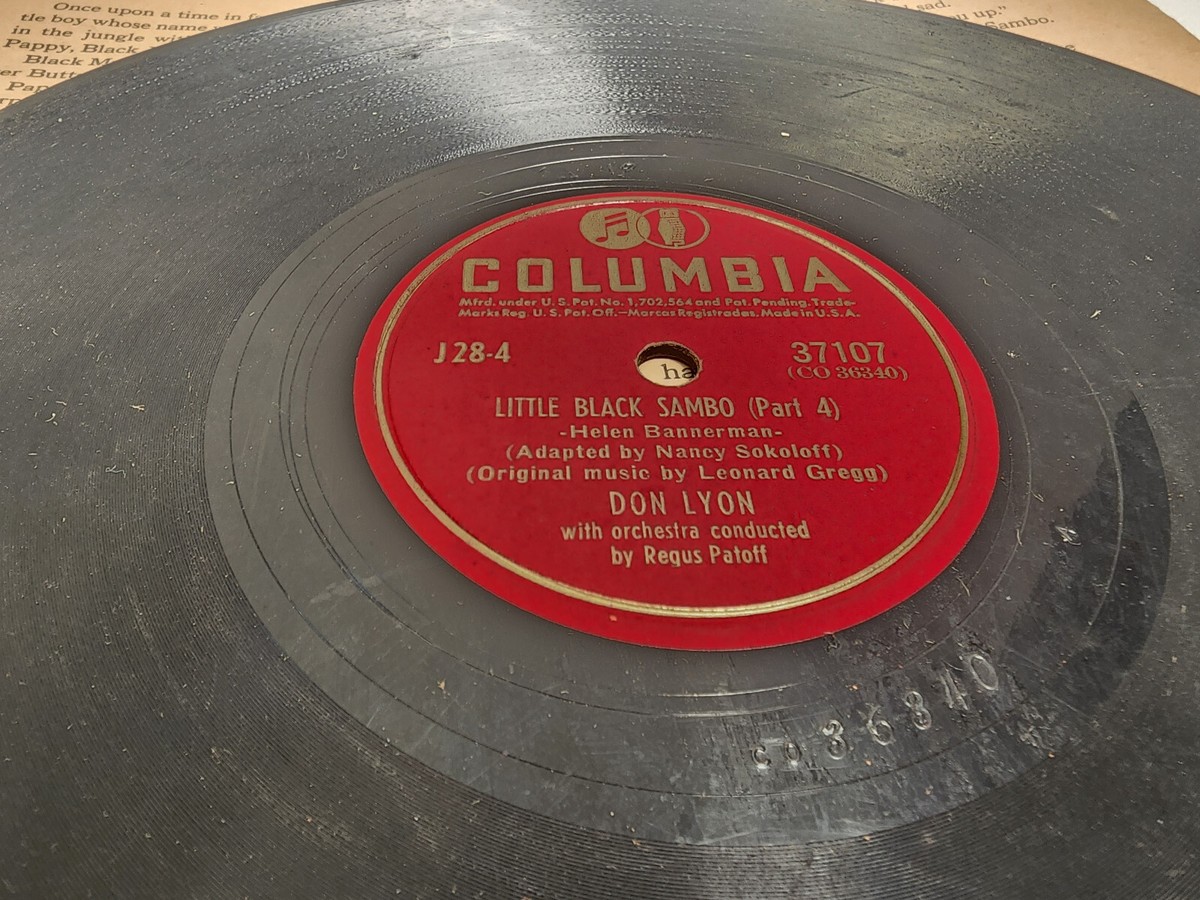 Once upon a time in
tle boy whose name
in the jungle
Pappy, Black
Black
er
sad.
up."
Sambo.
COLUMBIA
Mfrd. under U. S. Pat. No. 1,702,564 and Pat. Pending. Trade-
Marks Reg. U. S. Pat. Off.—Marcas Registradas. Made in U.S.A.
J 28-4
37107
(CO 36340)
ha
LITTLE BLACK SAMBO (Part 4)
-Helen Bannerman-
(Adapted by Nancy Sokoloff)
(Original music by Leonard Gregg)
DON LYON
with orchestra conducted
by Regus Patoff
CO 36340